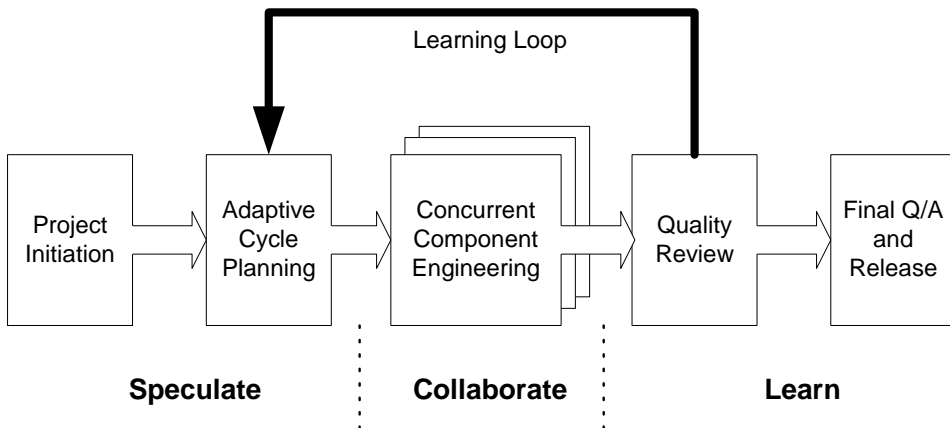 Learning Loop
Project
Initiation
Adaptive
Cycle
Planning
Concurrent
Component
Engineering
Quality
Review
Final Q/A
and
Release
Speculate
Collaborate
Learn